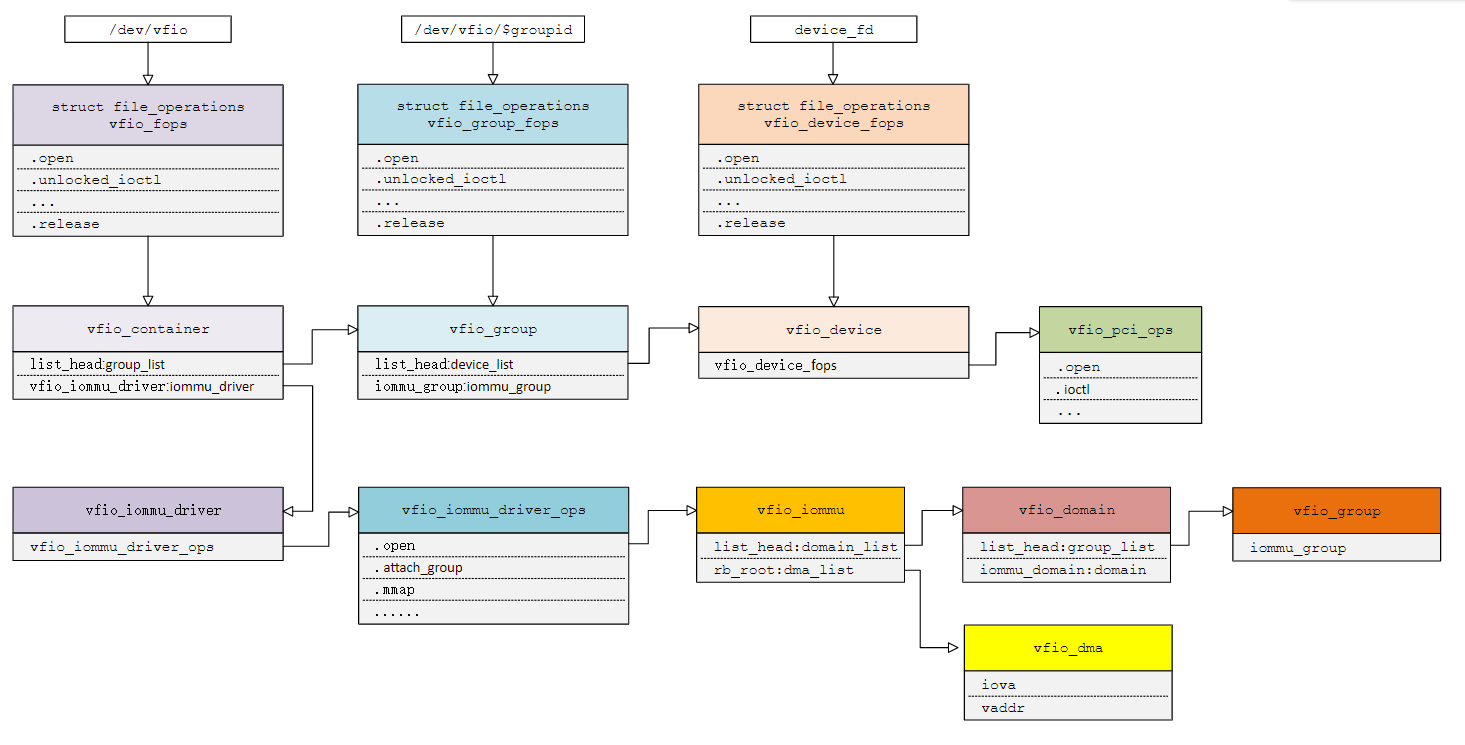 /dev/vfio
/dev/vfio/$groupid
device_fd
struct file_operations
vfio_fops
.open
.unlocked_ioctl
...
.release
struct file_operations
vfio_group_fops
.open
.unlocked_ioctl
...
.release
struct file_operations
vfio_device_fops
.open
.unlocked_ioctl
...
.release
vfio_container
list_head:group_list
vfio_iommu_driver:iommu_driver
vfio_group
list_head:device_list
iommu_group:iommu_group
vfio_device
vfio_device_fops
vfio_pci_ops
.open
.ioctl
...
vfio_iommu_driver
vfio_iommu_driver_ops
vfio_iommu_driver_ops
.open
.attach_group
.mmap
......
vfio_iommu
list_head:domain_list
rb_root:dma_list
vfio_domain
list_head:group_list
iommu_domain:domain
vfio_group
iommu_group
vfio_dma
iova
vaddr